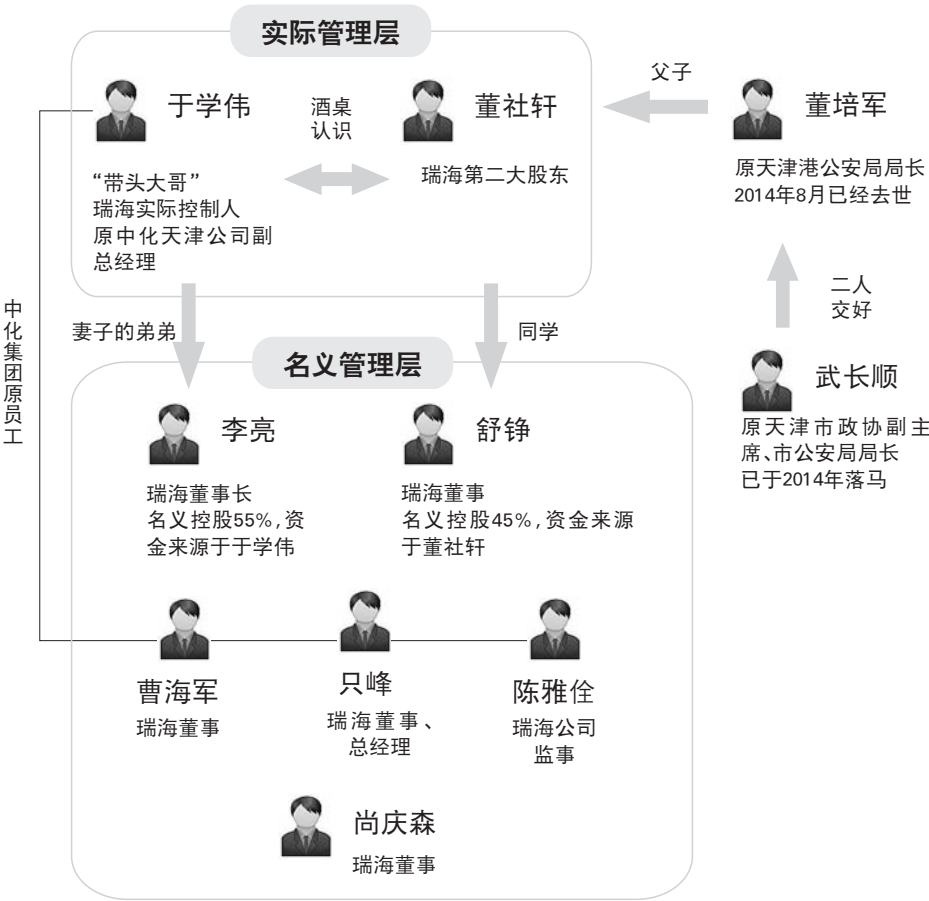 实际管理层
于学伟
“带头大哥”
瑞海实际控制人
原中化天津公司副
总经理
酒桌
认识
董社轩
瑞海第二大股东
父子
董培军
原天津港公安局局长
2014年8月已经去世
二人
交好
武长顺
原天津市政协副主
席、市公安局局长
已于2014年落马
中化集团原员工
妻子的弟弟
同学
名义管理层
李亮
瑞海董事长
名义控股55%,资
金来源于于学伟
舒铮
瑞海董事
名义控股45%,资金来源
于董社轩
曹海军
瑞海董事
只峰
瑞海董事、
总经理
陈雅佺
瑞海公司
监事
尚庆森
瑞海董事